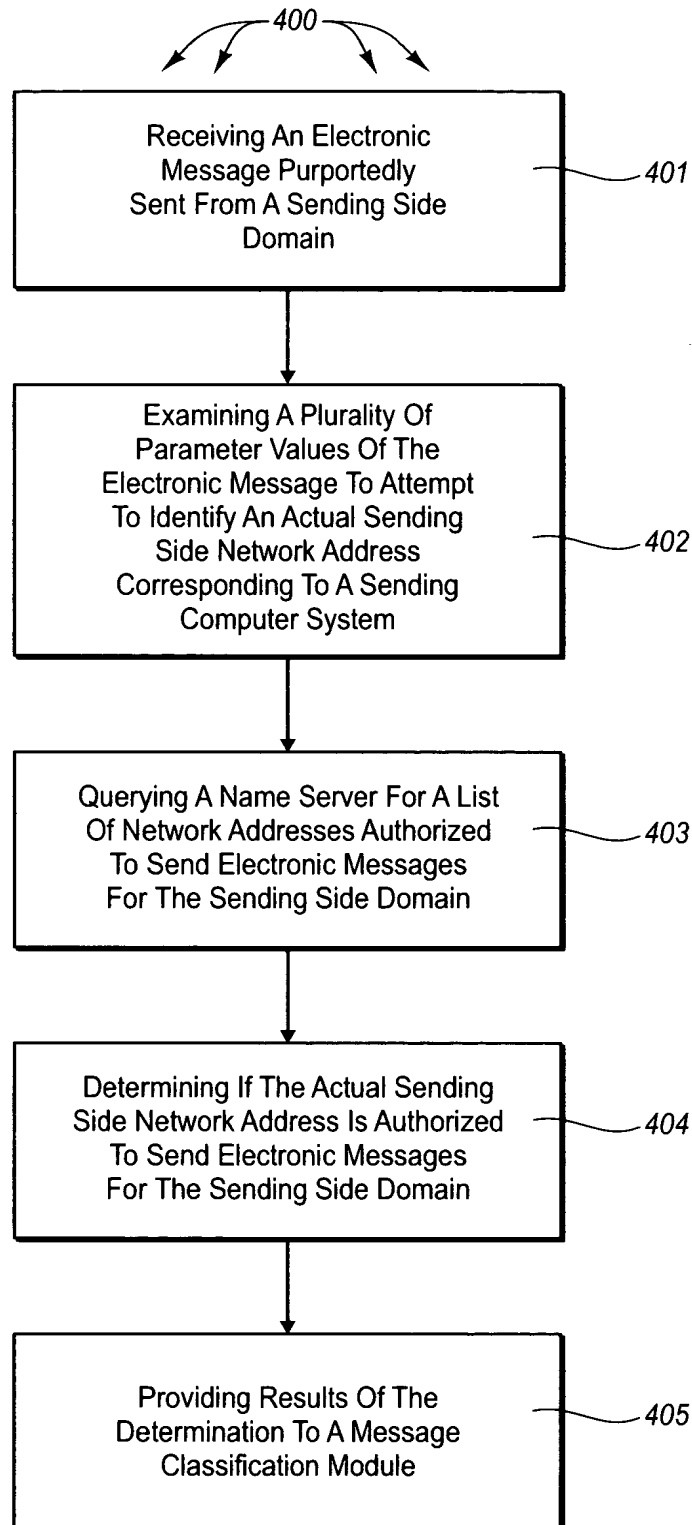 400
Receiving An Electronic
Message Purportedly
Sent From A Sending Side
Domain
401
Examining A Plurality Of
Parameter Values Of The
Electronic Message To Attempt
To Identify An Actual Sending
Side Network Address
Corresponding To A Sending
Computer System
402
Querying A Name Server For A List
Of Network Addresses Authorized
To Send Electronic Messages
For The Sending Side Domain
403
Determining If The Actual Sending
Side Network Address Is Authorized
To Send Electronic Messages
For The Sending Side Domain
404
Providing Results Of The
Determination To A Message
Classification Module
405